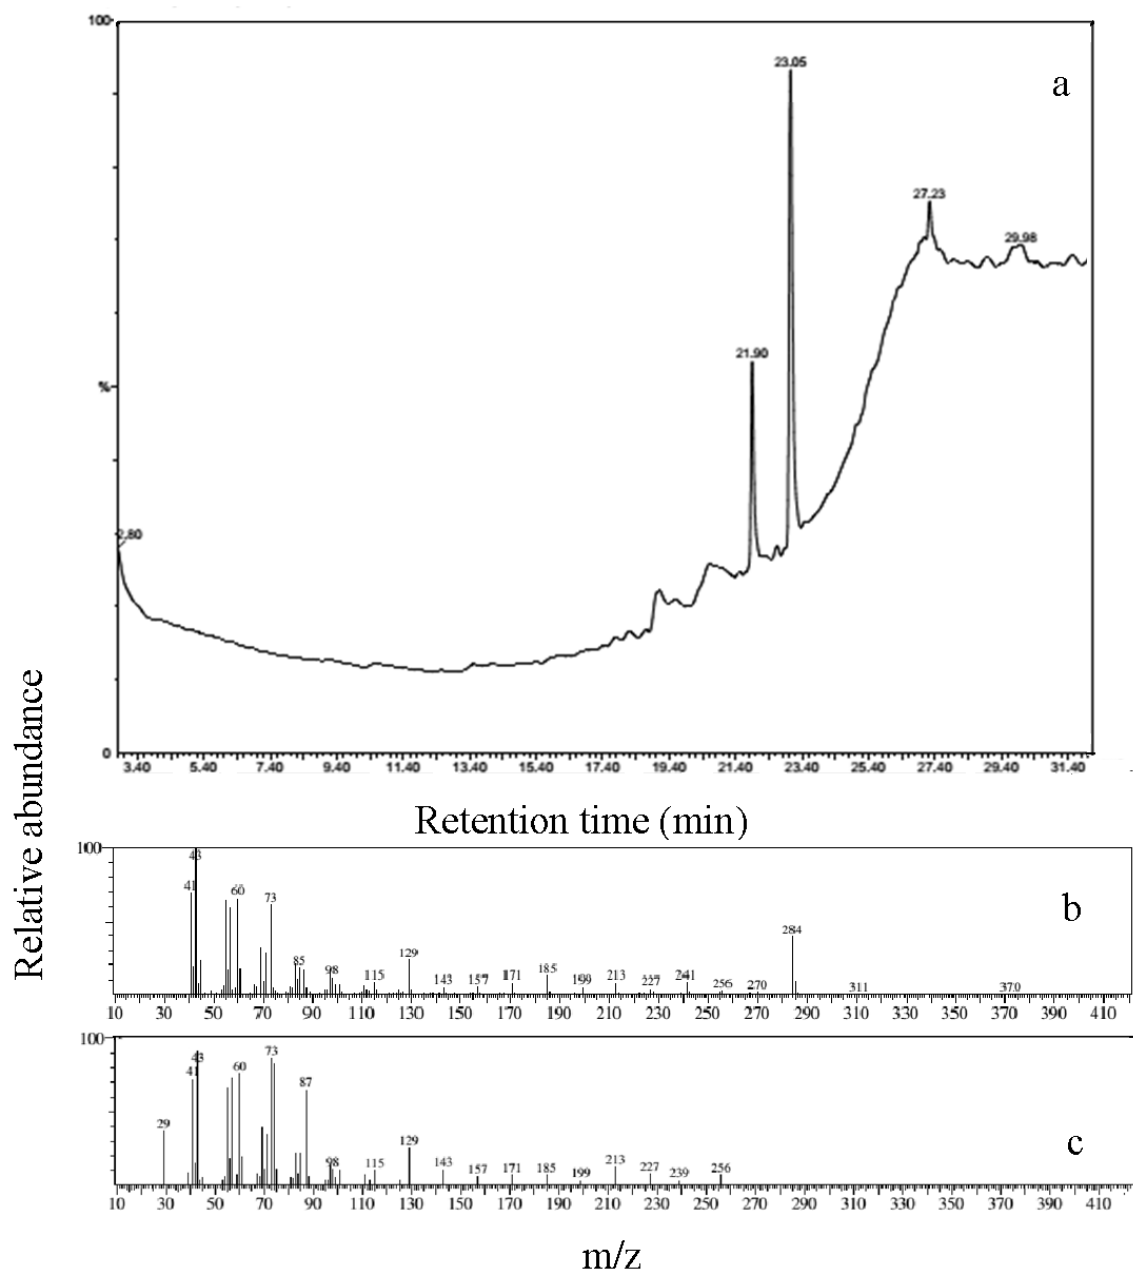 100
23.05
a
27.23
29.98
21.90
%
2.80
0
3.40 5.40 7.40 9.40 11.40 13.40 15.40 17.40 19.40 21.40 23.40 25.40 27.40 29.40 31.40
Retention time (min)
Relative abundance
100
43
41 60 73 85 98 115 129 143 157 171 185 199 213 227 241 256 270 284 311 370
b
10 30 50 70 90 110 130 150 170 190 210 230 250 270 290 310 330 350 370 390 410
100
43 73
29 41 60 87 98 115 129 143 157 171 185 199 213 227 239 256
c
10 30 50 70 90 110 130 150 170 190 210 230 250 270 290 310 330 350 370 390 410
m/z